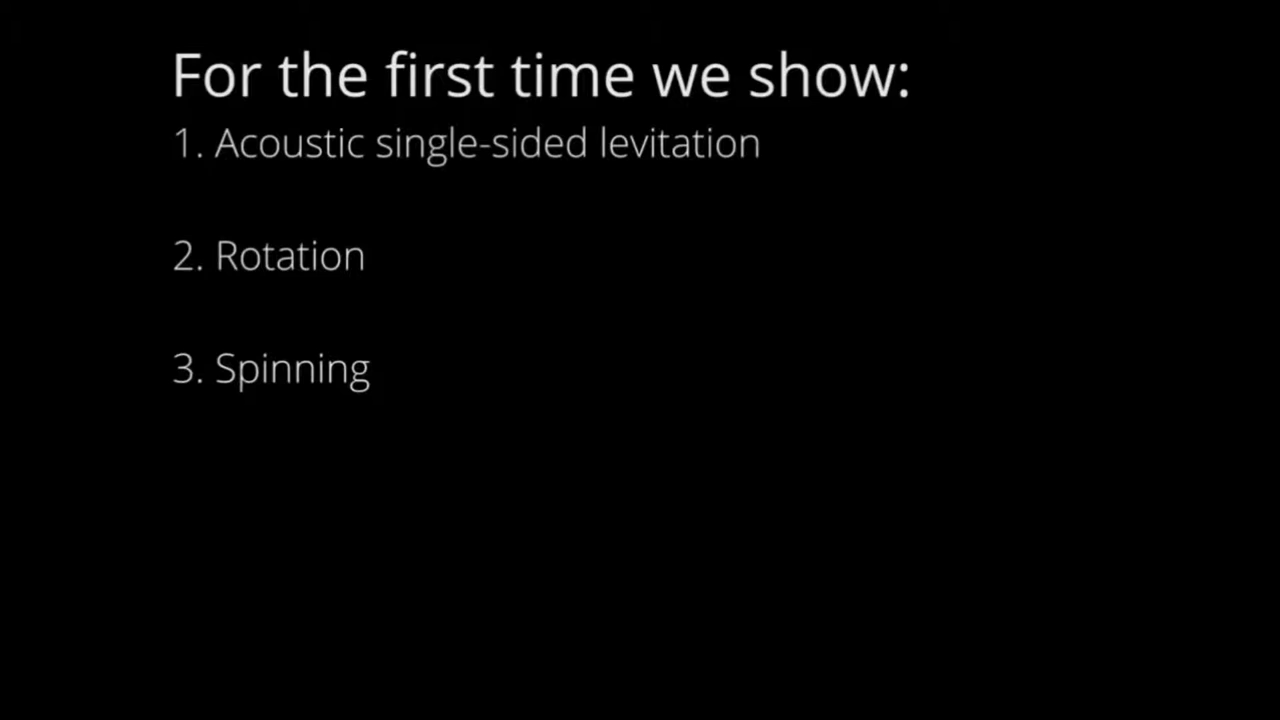 For the first time we show:
1. Acoustic single-sided levitation
2. Rotation
3. Spinning